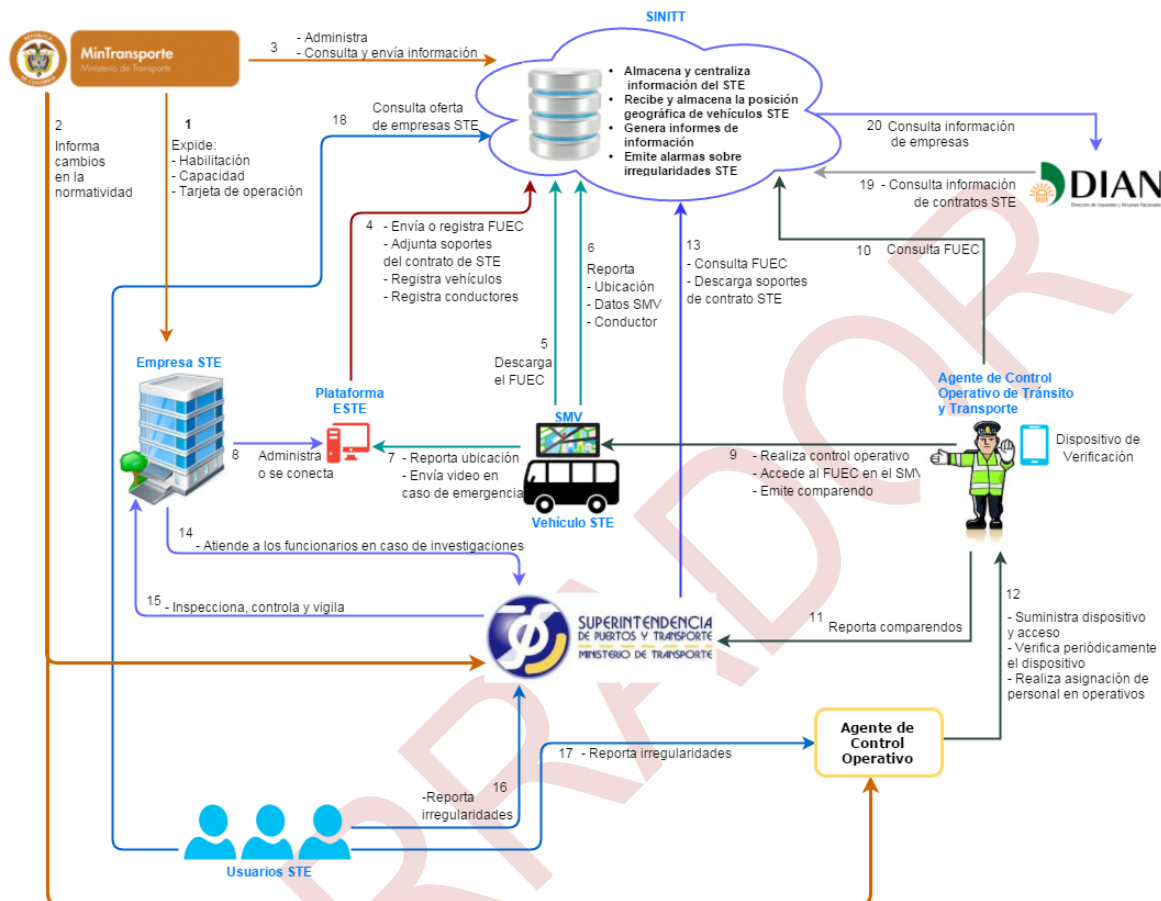 SINITT
MinTransporte
Ministerio de Transporte
REPUBLICA
DE COLOMBIA
3
- Administra
- Consulta y envía información
• Almacena y centraliza
información del STE
• Recibe y almacena la posición
geográfica de vehículos STE
• Genera informes de
información
• Emite alarmas sobre
irregularidades STE
18
Consulta oferta
de empresas STE
2
Informa
cambios
en la
normatividad
1
Expide:
- Habilitación
- Capacidad
- Tarjeta de operación
20
Consulta información
de empresas
DIAN
Dirección de Impuestos y Aduanas Nacionales
19 - Consulta información
de contratos STE
4
- Envía o registra FUEC
- Adjunta soportes
del contrato de STE
- Registra vehículos
- Registra conductores
6
Reporta
- Ubicación
- Datos SMV
- Conductor
13
- Consulta FUEC
- Descarga soportes
de contrato STE
10
Consulta FUEC
5
Descarga
el FUEC
Empresa STE
Plataforma
ESTE
SMV
Agente de Control
Operativo de Tránsito
y Transporte
Dispositivo de
Verificación
8
Administra
o se conecta
7
- Reporta ubicación
- Envía video en
caso de emergencia
Vehículo STE
9
- Realiza control operativo
- Accede al FUEC en el SMV
- Emite comparendo
14
- Atiende a los funcionarios en caso de investigaciones
15
- Inspecciona, controla y vigila
SUPERINTENDENCIA
DE PUERTOS Y TRANSPORTE
MINISTERIO DE TRANSPORTE
11
Reporta comparendos
12
- Suministra dispositivo
y acceso
- Verifica periódicamente
el dispositivo
- Realiza asignación de
personal en operativos
Agente de
Control
Operativo
17 - Reporta irregularidades
16
-Reporta
irregularidades
Usuarios STE
RRADOR